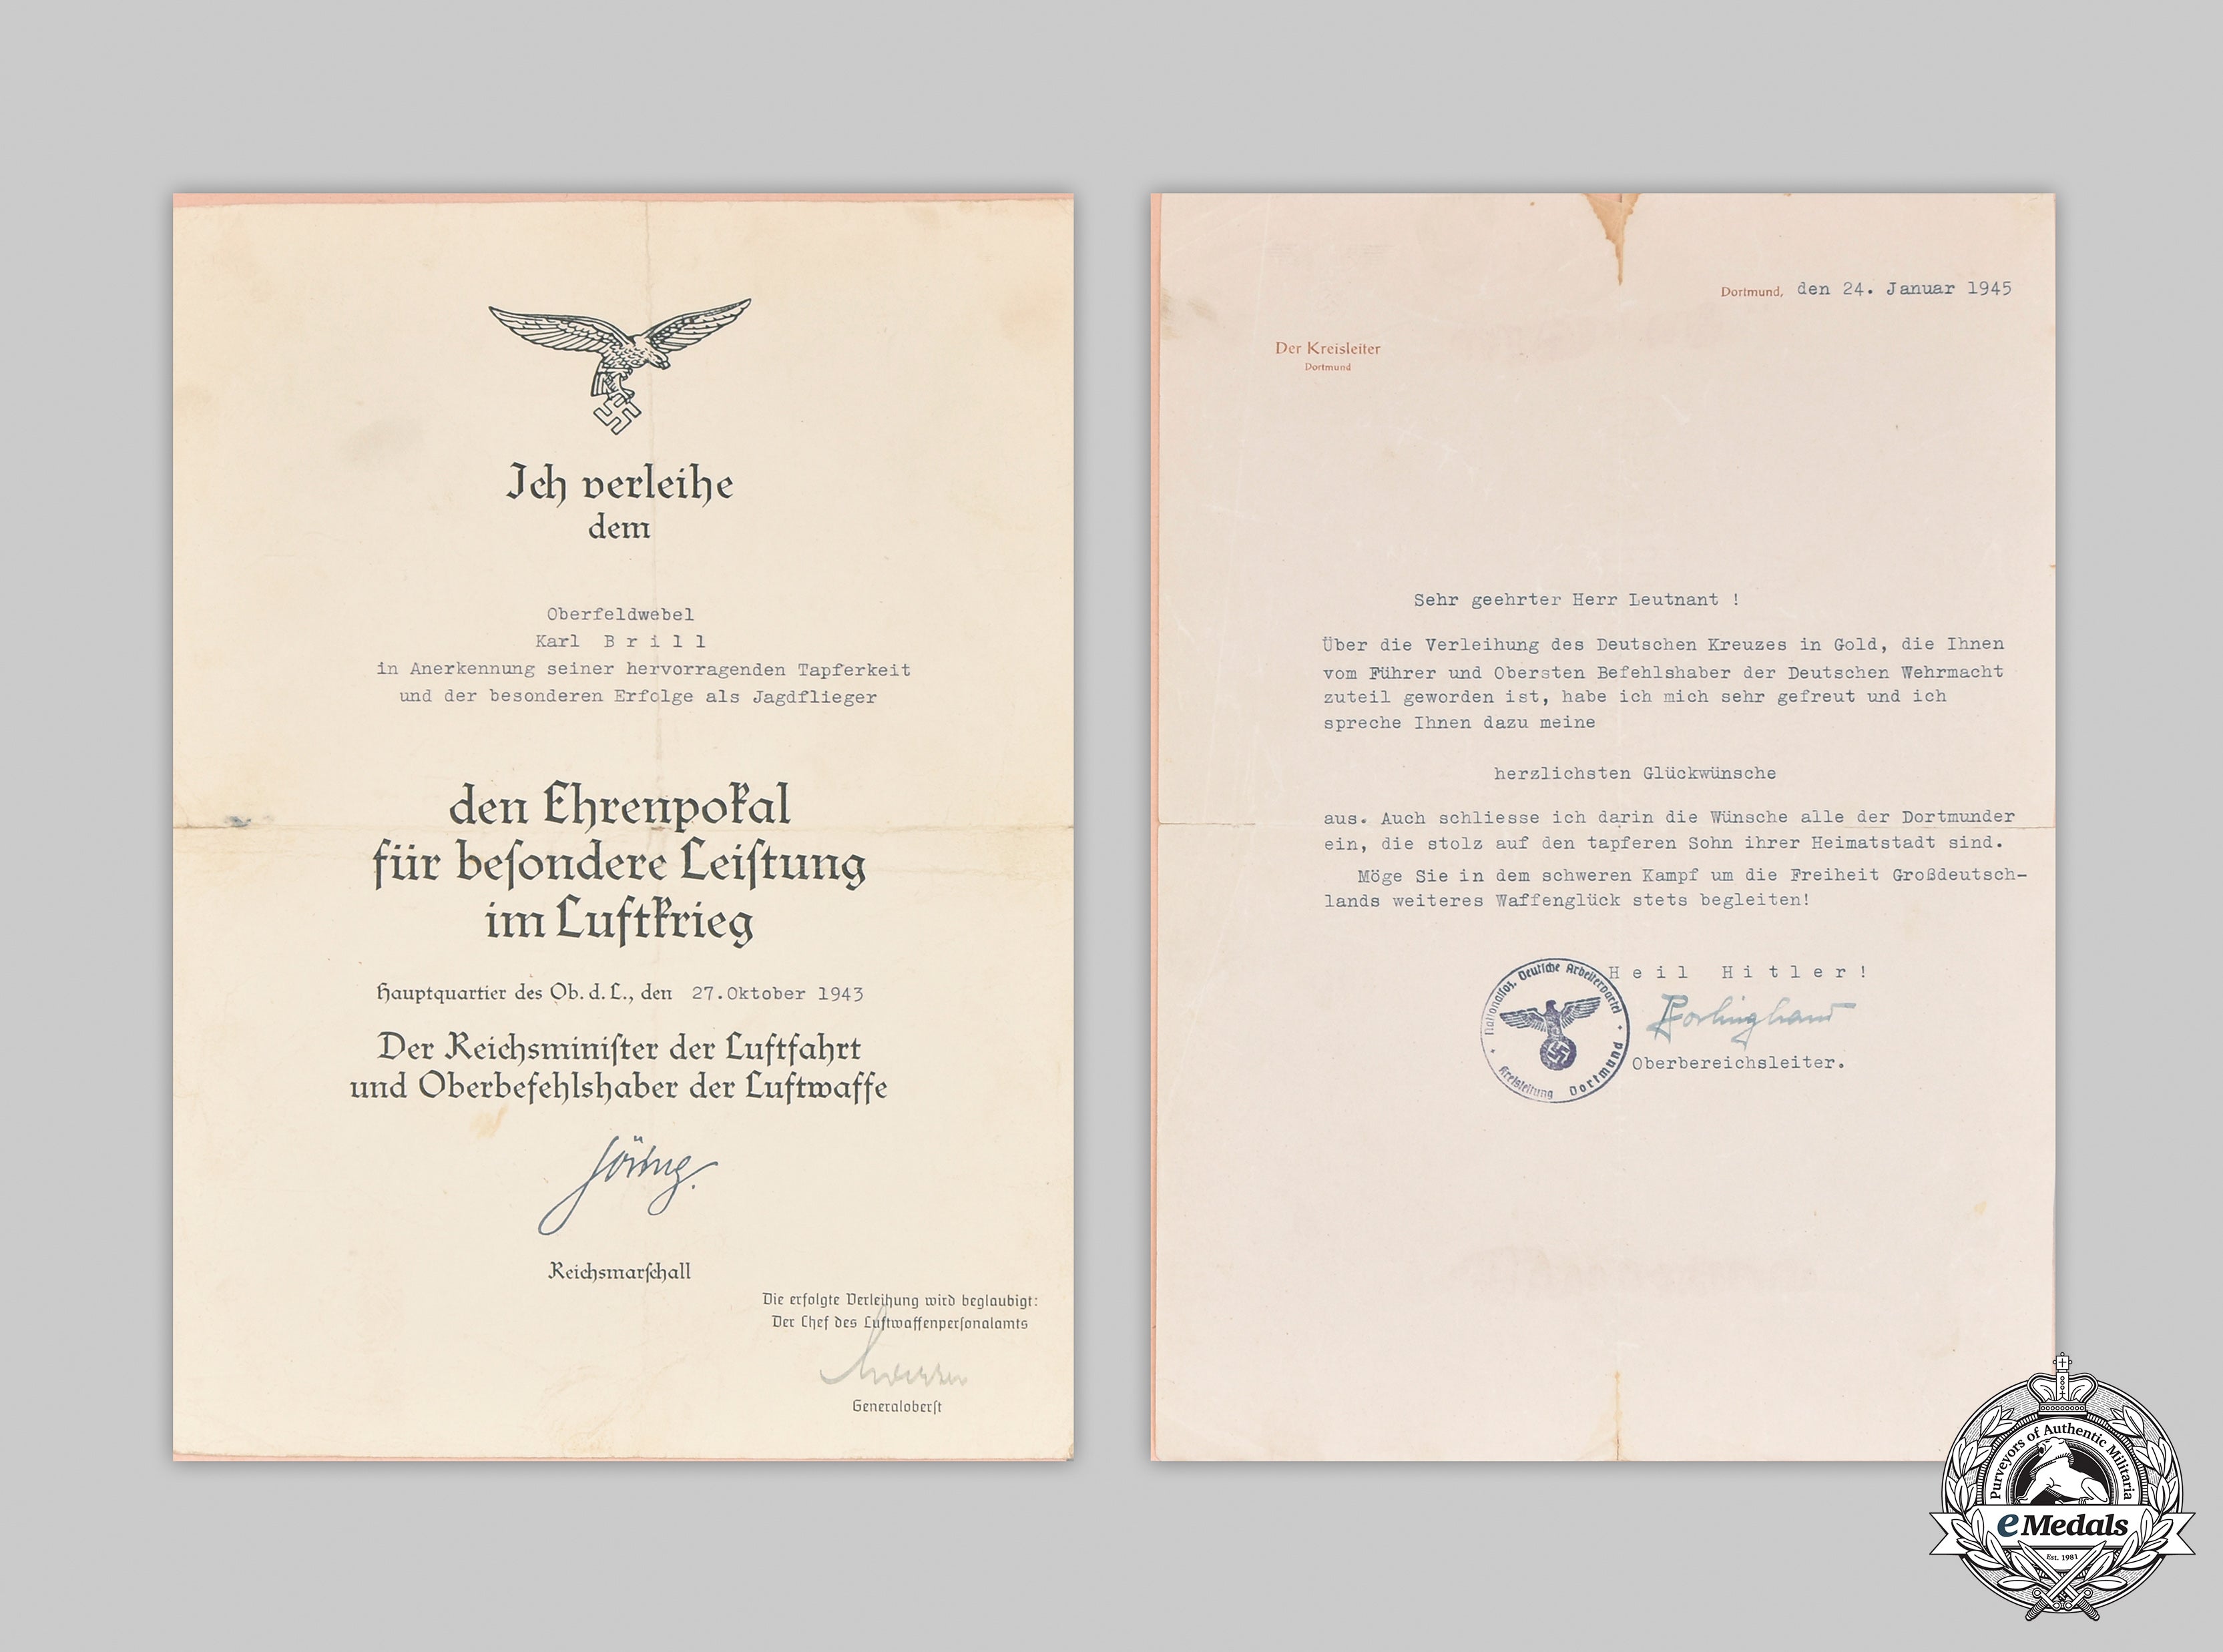 Ich verleihe
dem
Oberfeldwebel
Karl B r i l l
in Anerkennung seiner hervorragenden Tapferkeit
und der besonderen Erfolge als Jagdflieger
den Ehrenpokal
für beſondere Leiſtung
im Luftkrieg
Hauptquartier des Ob. d. L., den 27.Oktober 1943
Der Reichsminiſter der Luftfahrt
und Oberbefehlshaber der Luftwaffe
Göring.
Reichsmarſchall
Die erfolgte Verleihung wird beglaubigt:
Der Chef des Luftwaffenperſonalamts
Generaloberſt
Dortmund, den 24. Januar 1945
Der Kreisleiter
Dortmund
Sehr geehrter Herr Leutnant !
Über die Verleihung des Deutschen Kreuzes in Gold, die Ihnen
vom Führer und Obersten Befehlshaber der Deutschen Wehrmacht
zuteil geworden ist, habe ich mich sehr gefreut und ich
spreche Ihnen dazu meine
herzlichsten Glückwünsche
aus. Auch schliesse ich darin die Wünsche alle der Dortmunder
ein, die stolz auf den tapferen Sohn ihrer Heimatstadt sind.
Möge Sie in dem schweren Kampf um die Freiheit Großdeutsch-
lands weiteres Waffenglück stets begleiten!
H e i l  H i t l e r !
Nationalſoz. Deutſche Arbeiterpartei
Kreisleitung Dortmund
Oberbereichsleiter.
Purveyors of Authentic Militaria
eMedals
Est. 1981